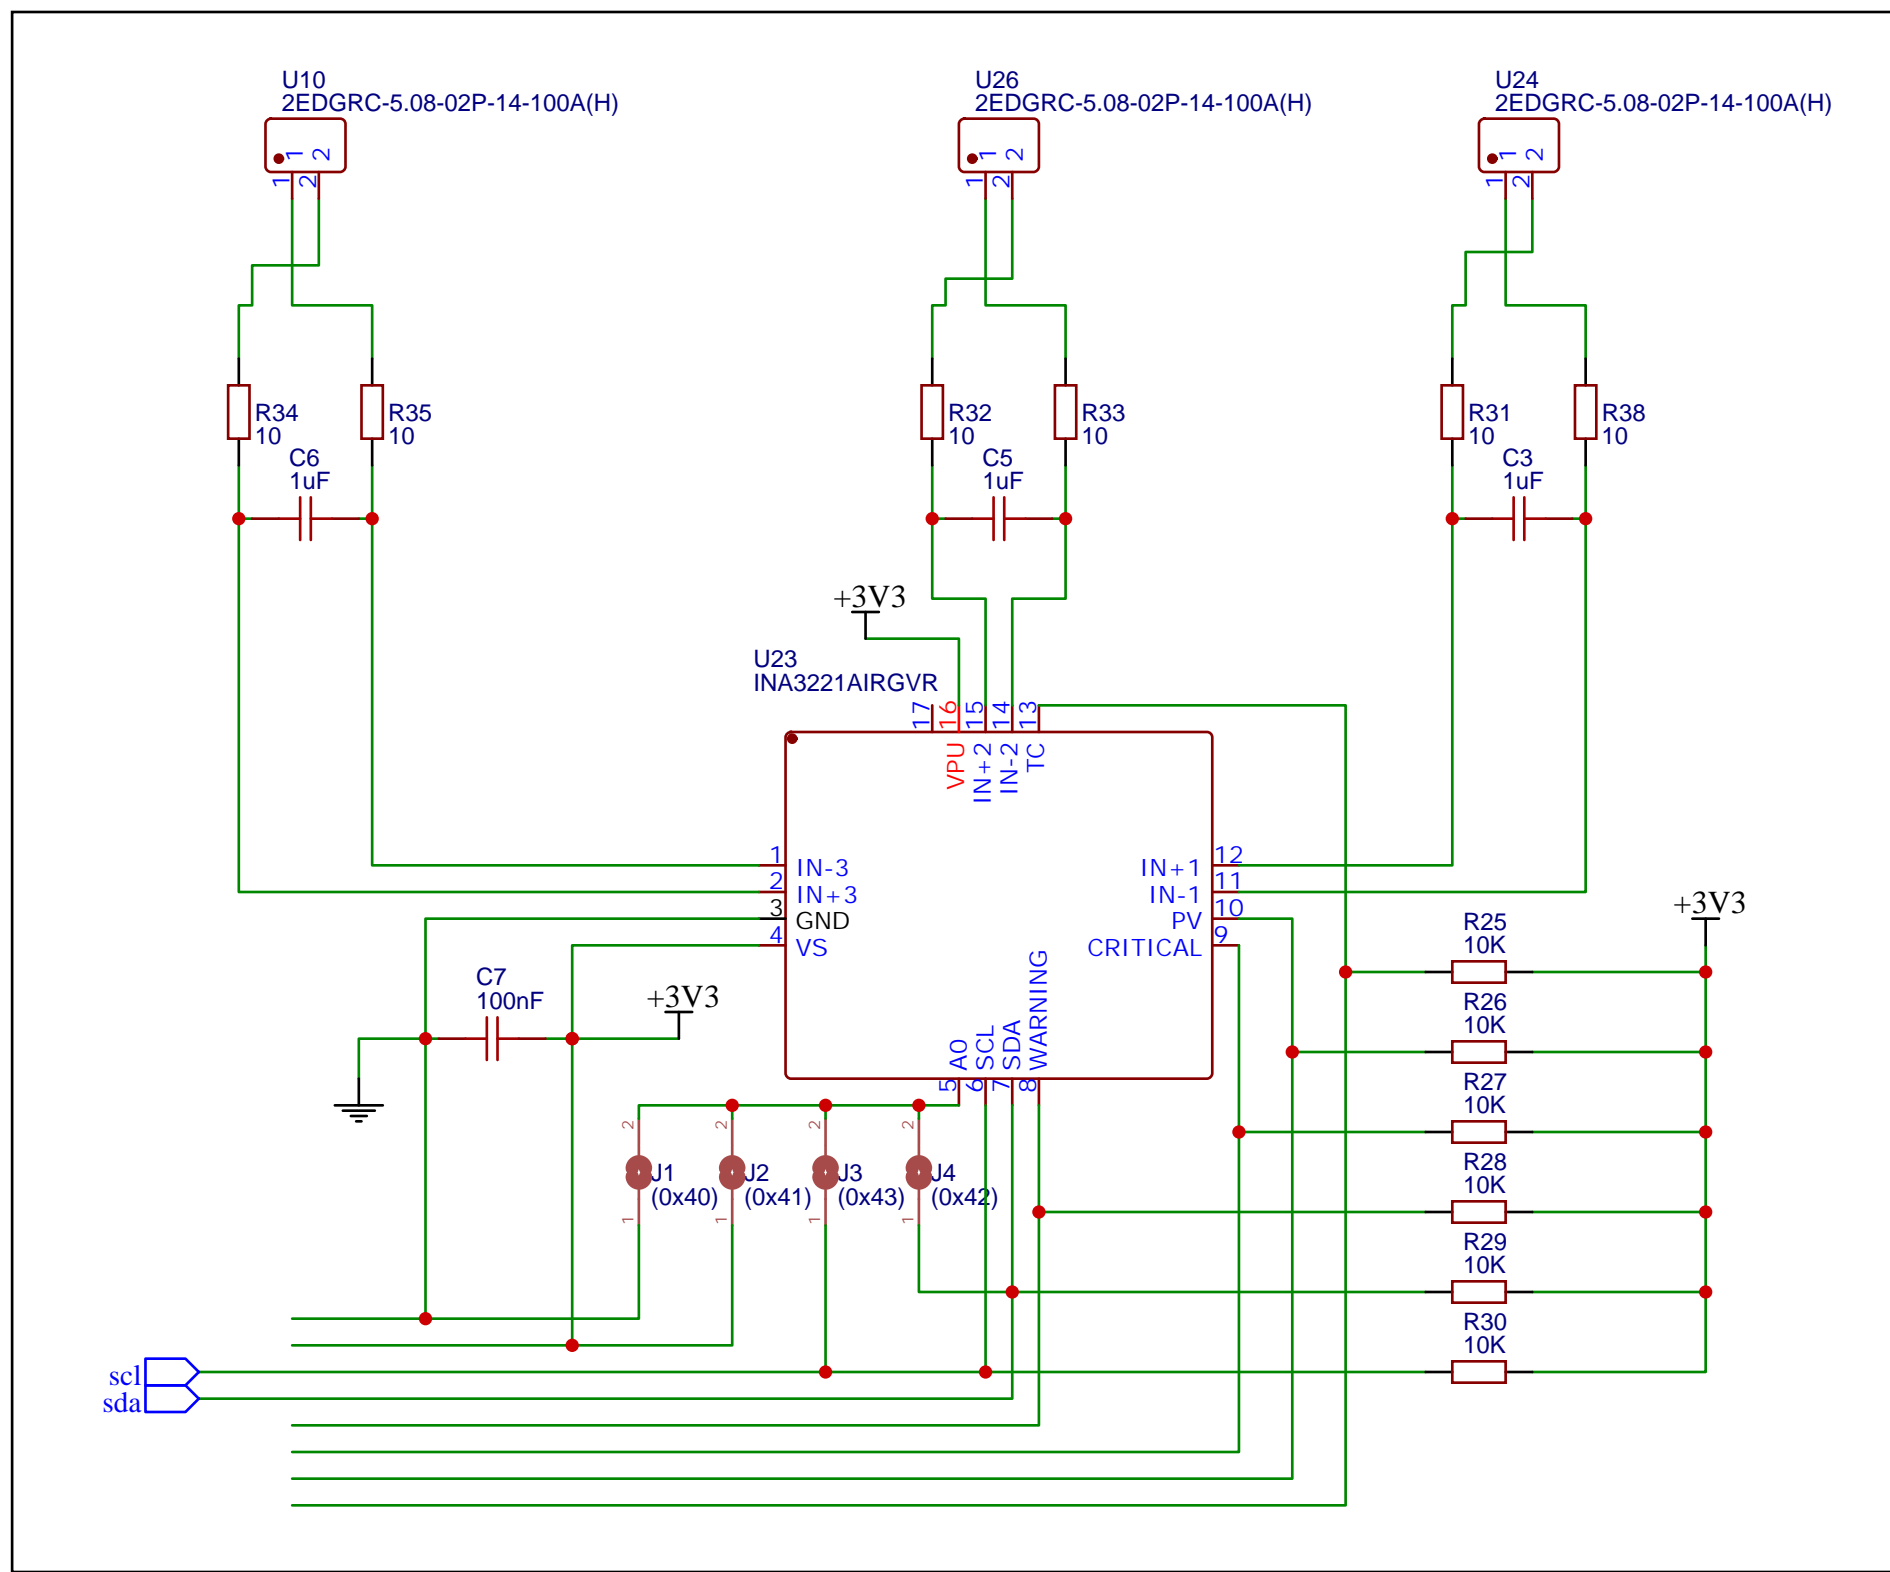 U10
2EDGRC-5.08-02P-14-100A(H)
1 2
1 2
U26
2EDGRC-5.08-02P-14-100A(H)
1 2
1 2
U24
2EDGRC-5.08-02P-14-100A(H)
1 2
1 2
R34
10
R35
10
C6
1uF
R32
10
R33
10
C5
1uF
R31
10
R38
10
C3
1uF
+3V3
U23
INA3221AIRGVR
17 16 15 14 13
VPU IN+2 IN-2 TC
1 IN-3
2 IN+3
3 GND
4 VS
IN+1 12
IN-1 11
PV 10
CRITICAL 9
A0 SCL SDA WARNING
5 6 7 8
C7
100nF
+3V3
+3V3
R25
10K
R26
10K
R27
10K
R28
10K
R29
10K
R30
10K
2 2 2 2
J1
(0x40)
J2
(0x41)
J3
(0x43)
J4
(0x42)
1 1 1 1
scl
sda